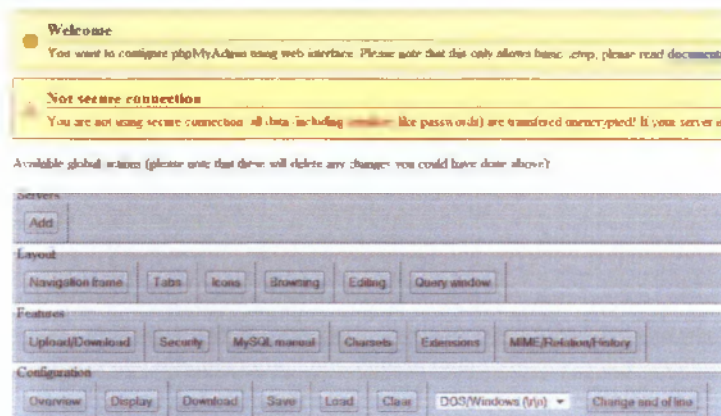 Welcome
You want to configure phpMyAdmin using web interface. Please note that this only allows basic setup, please read document
Not secure connection
You are not using secure connection, all data (including like passwords) are transfered unencrypted! If your server i
Available global actions (please note that these will delete any changes you could have done above):
Servers
Add
Layout
Navigation frame Tabs Icons Browsing Editing Query window
Features
Upload/Download Security MySQL manual Charsets Extensions MIME/Relation/History
Configuration
Overview Display Download Save Load Clear DOS/Windows (\r\n) Change end of line